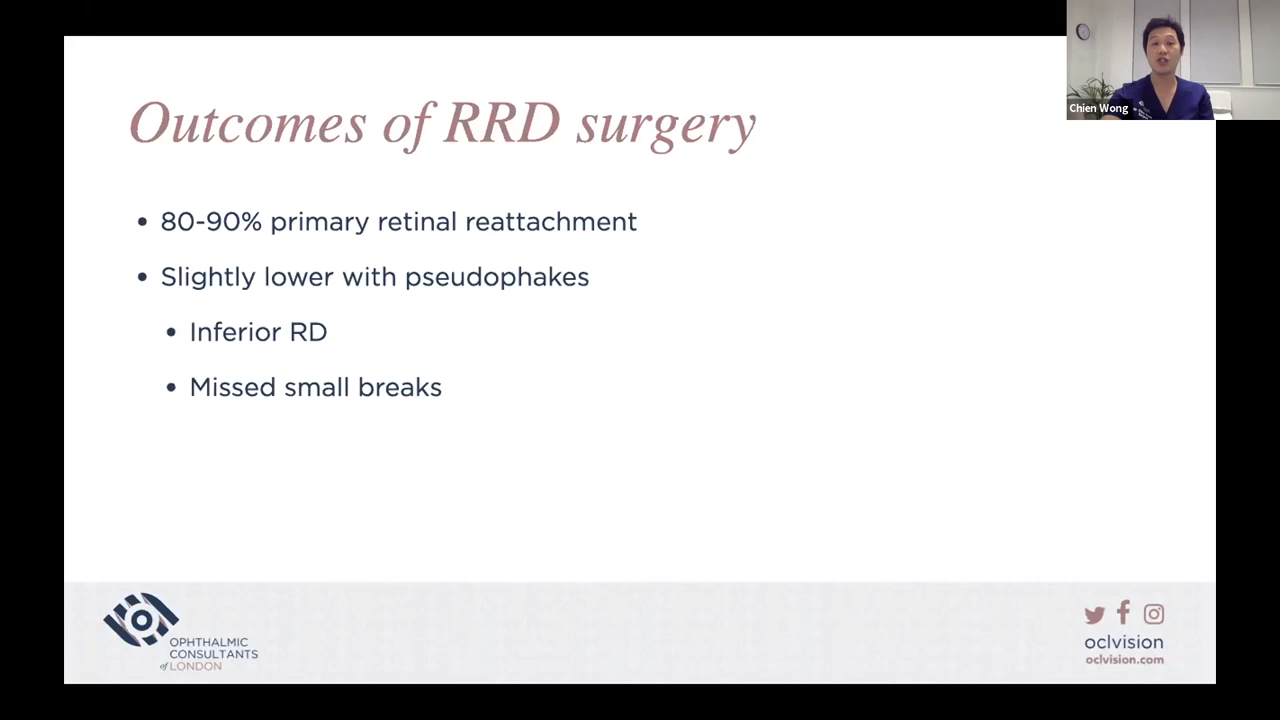 Chien Wong
Outcomes of RRD surgery
• 80-90% primary retinal reattachment
• Slightly lower with pseudophakes
• Inferior RD
• Missed small breaks
OPHTHALMIC
CONSULTANTS
of LONDON
oclvision
oclvision.com